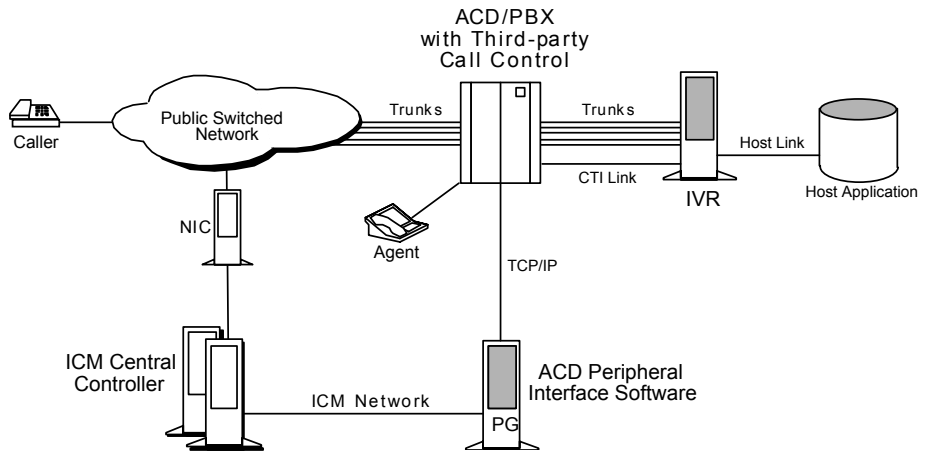 ACD/PBX
with Third-party
Call Control
Caller
Public Switched
Network
Trunks
Trunks
Host Link
CTI Link
IVR
Host Application
NIC
Agent
TCP/IP
ICM Central
Controller
ICM Network
ACD Peripheral
Interface Software
PG